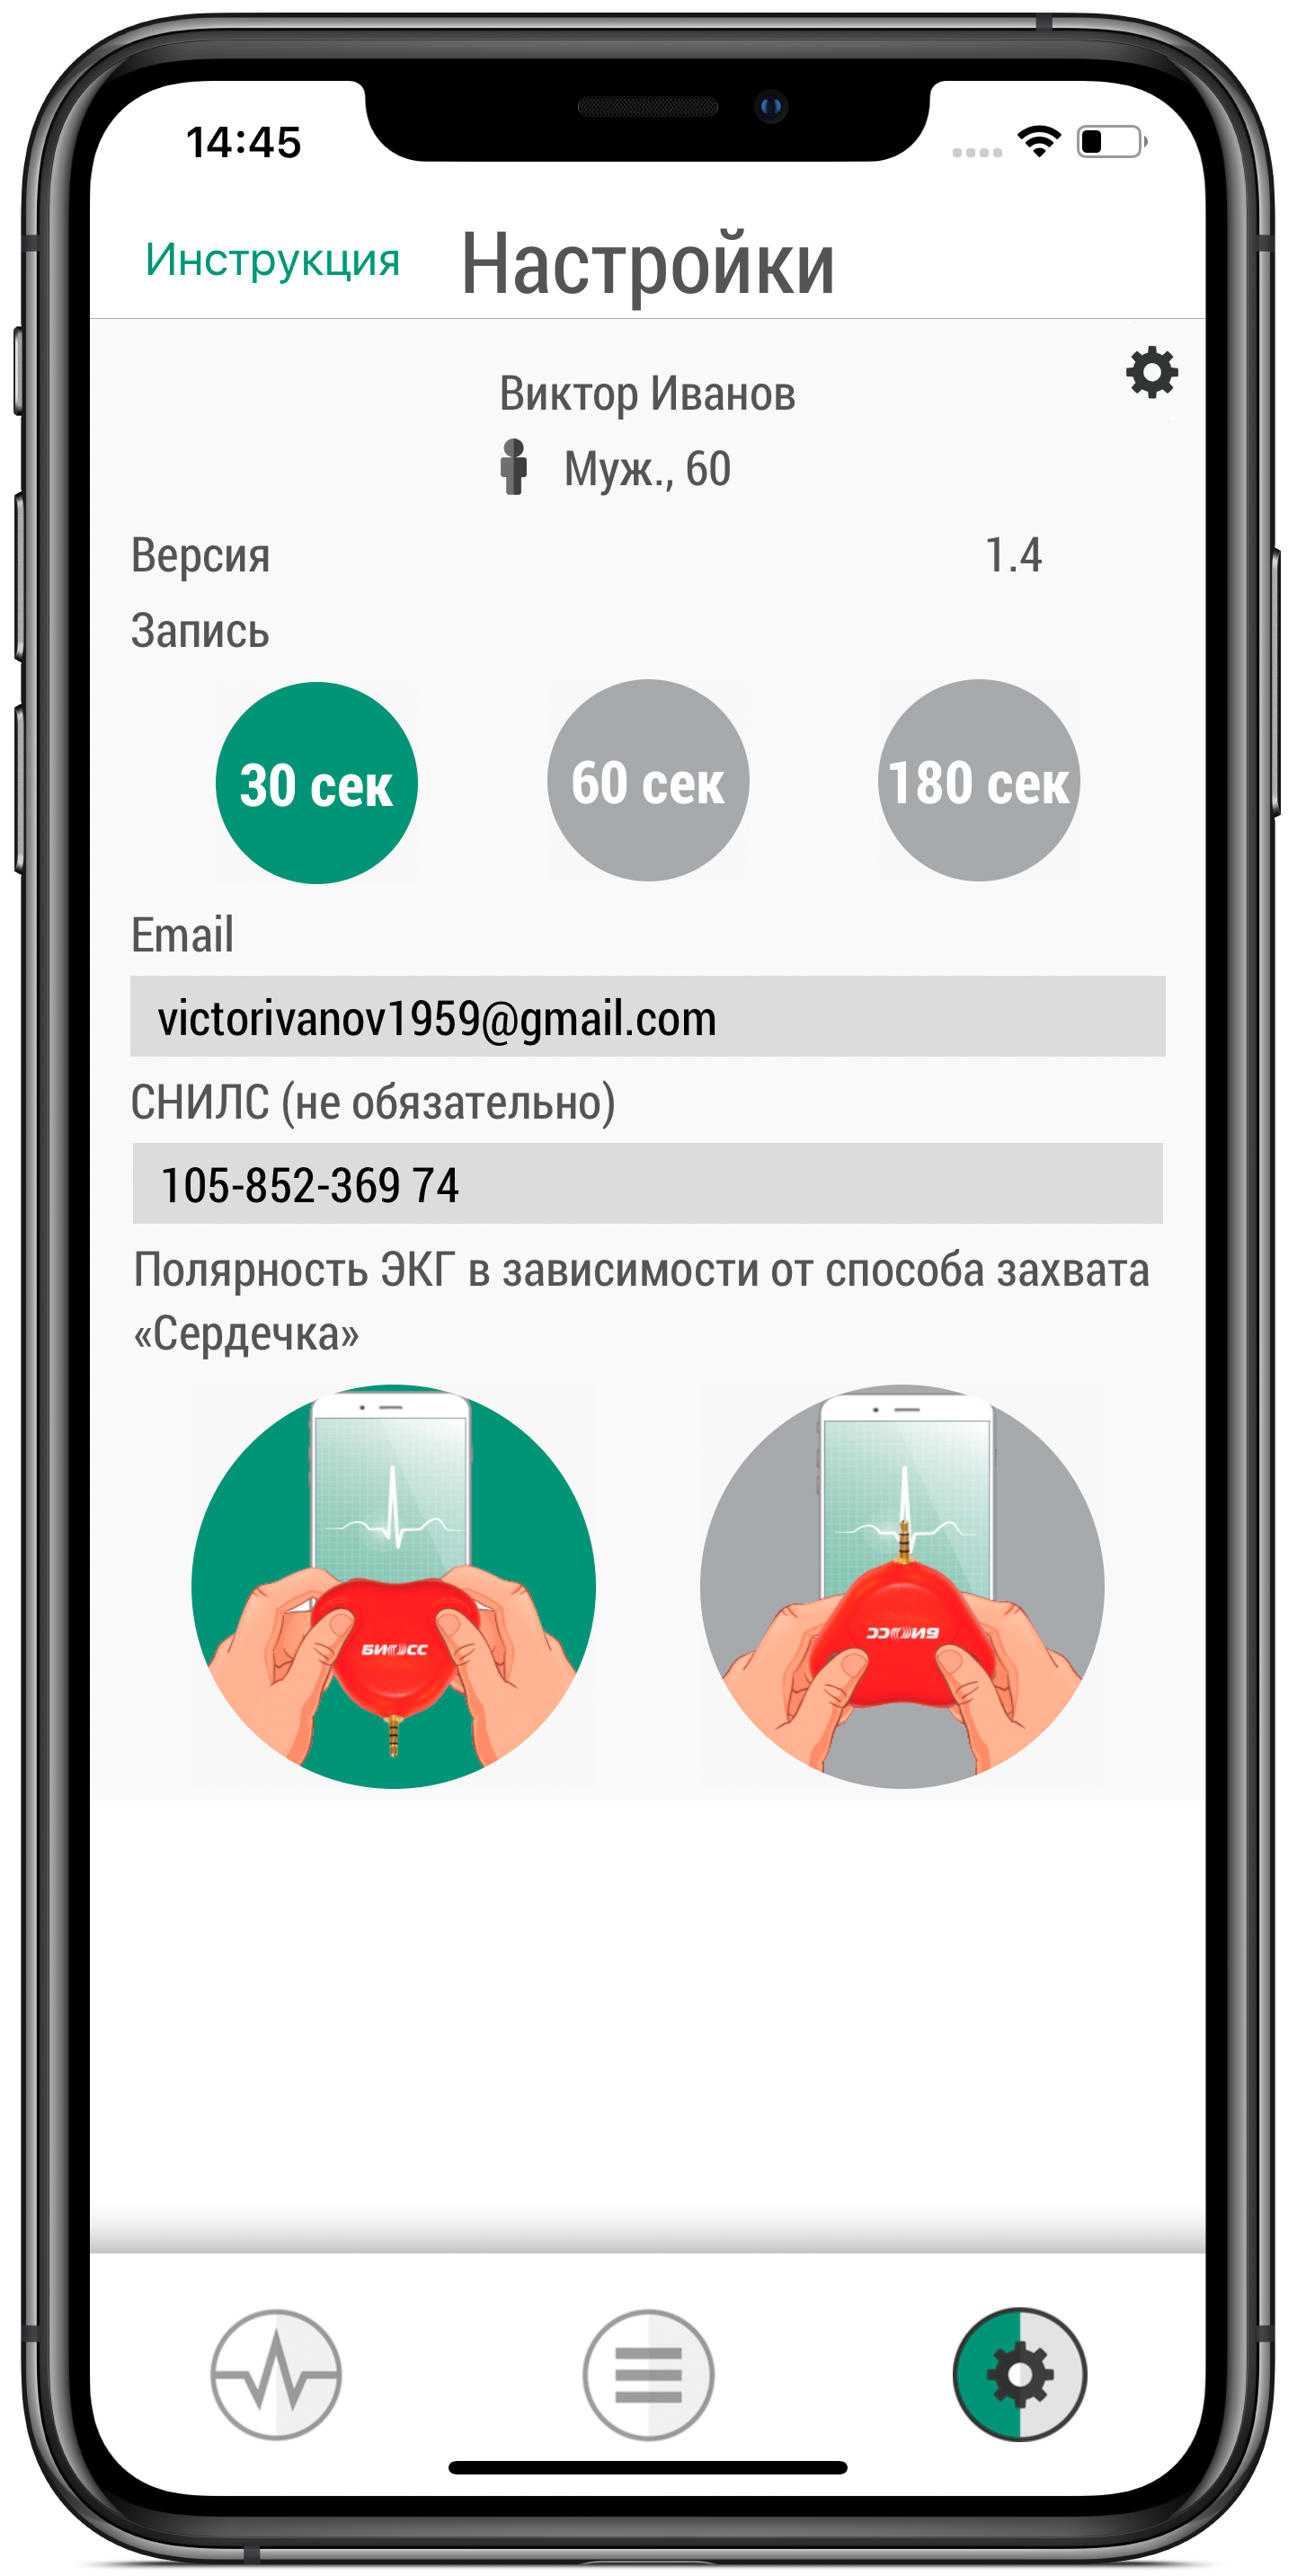 14:45
Инструкция Настройки
Виктор Иванов
Муж., 60
Версия 1.4
Запись
30 сек 60 сек 180 сек
Email
victorivanov1959@gmail.com
СНИЛС (не обязательно)
105-852-369 74
Полярность ЭКГ в зависимости от способа захвата
«Сердечка»
БИОСС БИОСС